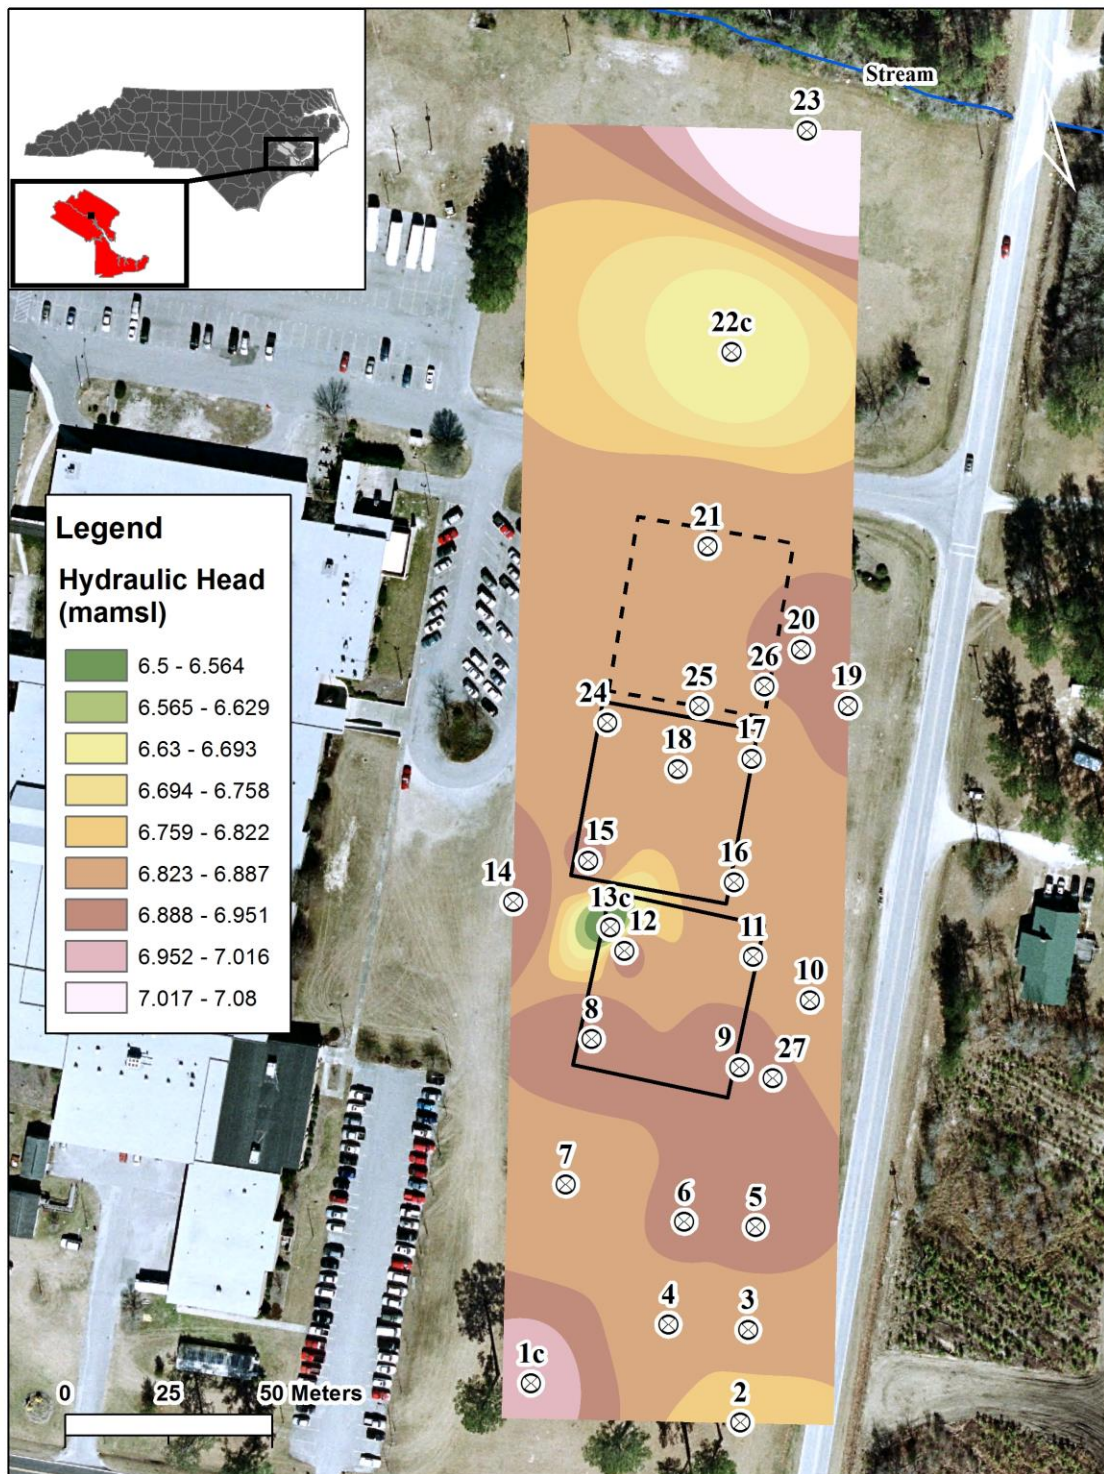 Stream
23
22c
Legend
Hydraulic Head
(mamsl)
6.5 - 6.564
6.565 - 6.629
6.63 - 6.693
6.694 - 6.758
6.759 - 6.822
6.823 - 6.887
6.888 - 6.951
6.952 - 7.016
7.017 - 7.08
21
20
26
19
25
24
17
18
15
16
14
13c
12
11
10
8
9
27
7
6
5
4
3
1c
2
0 25 50 Meters